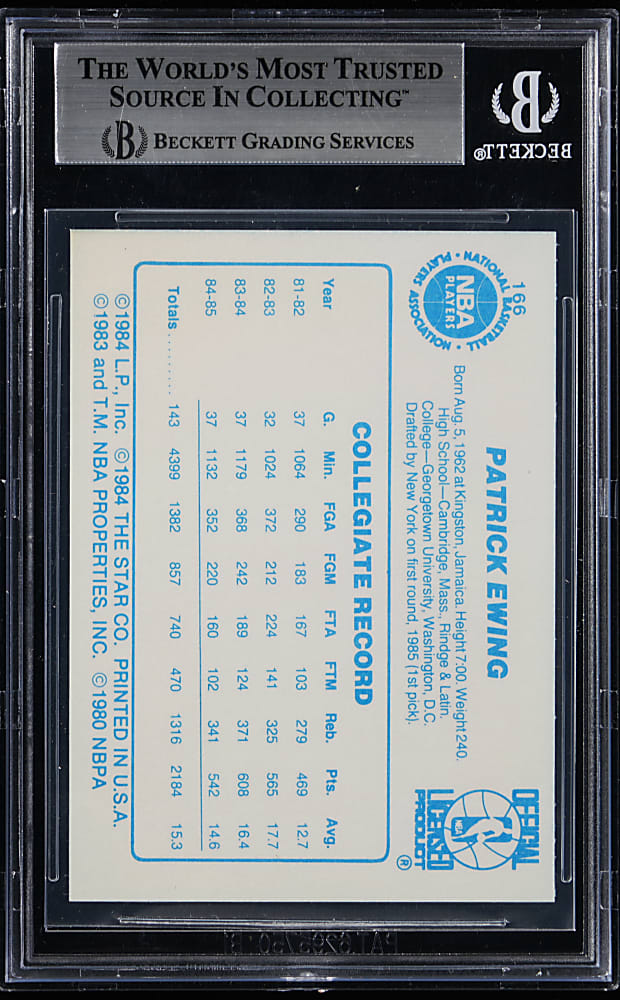 THE WORLD'S MOST TRUSTED
SOURCE IN COLLECTING™
BECKETT GRADING SERVICES
B
B
BECKETT®
166
NATIONAL BASKETBALL
PLAYERS ASSOCIATION
NBA
PLAYERS
PATRICK EWING
Born Aug. 5, 1962 at Kingston, Jamaica. Height 7:00. Weight 240.
High School—Cambridge, Mass., Rindge & Latin.
College—Georgetown University, Washington, D.C.
Drafted by New York on first round, 1985 (1st pick).
OFFICIAL
NBA
LICENSED
PRODUCT ®
COLLEGIATE RECORD
Year G. Min. FGA FGM FTA FTM Reb. Pts. Avg.
81-82 37 1064 290 183 167 103 279 469 12.7
82-83 32 1024 372 212 224 141 325 565 17.7
83-84 37 1179 368 242 189 124 371 608 16.4
84-85 37 1132 352 220 160 102 341 542 14.6
Totals .......... 143 4399 1382 857 740 470 1316 2184 15.3
©1984 L.P., Inc. ©1984 THE STAR CO. PRINTED IN U.S.A.
©1983 and T.M. NBA PROPERTIES, INC. ©1980 NBPA